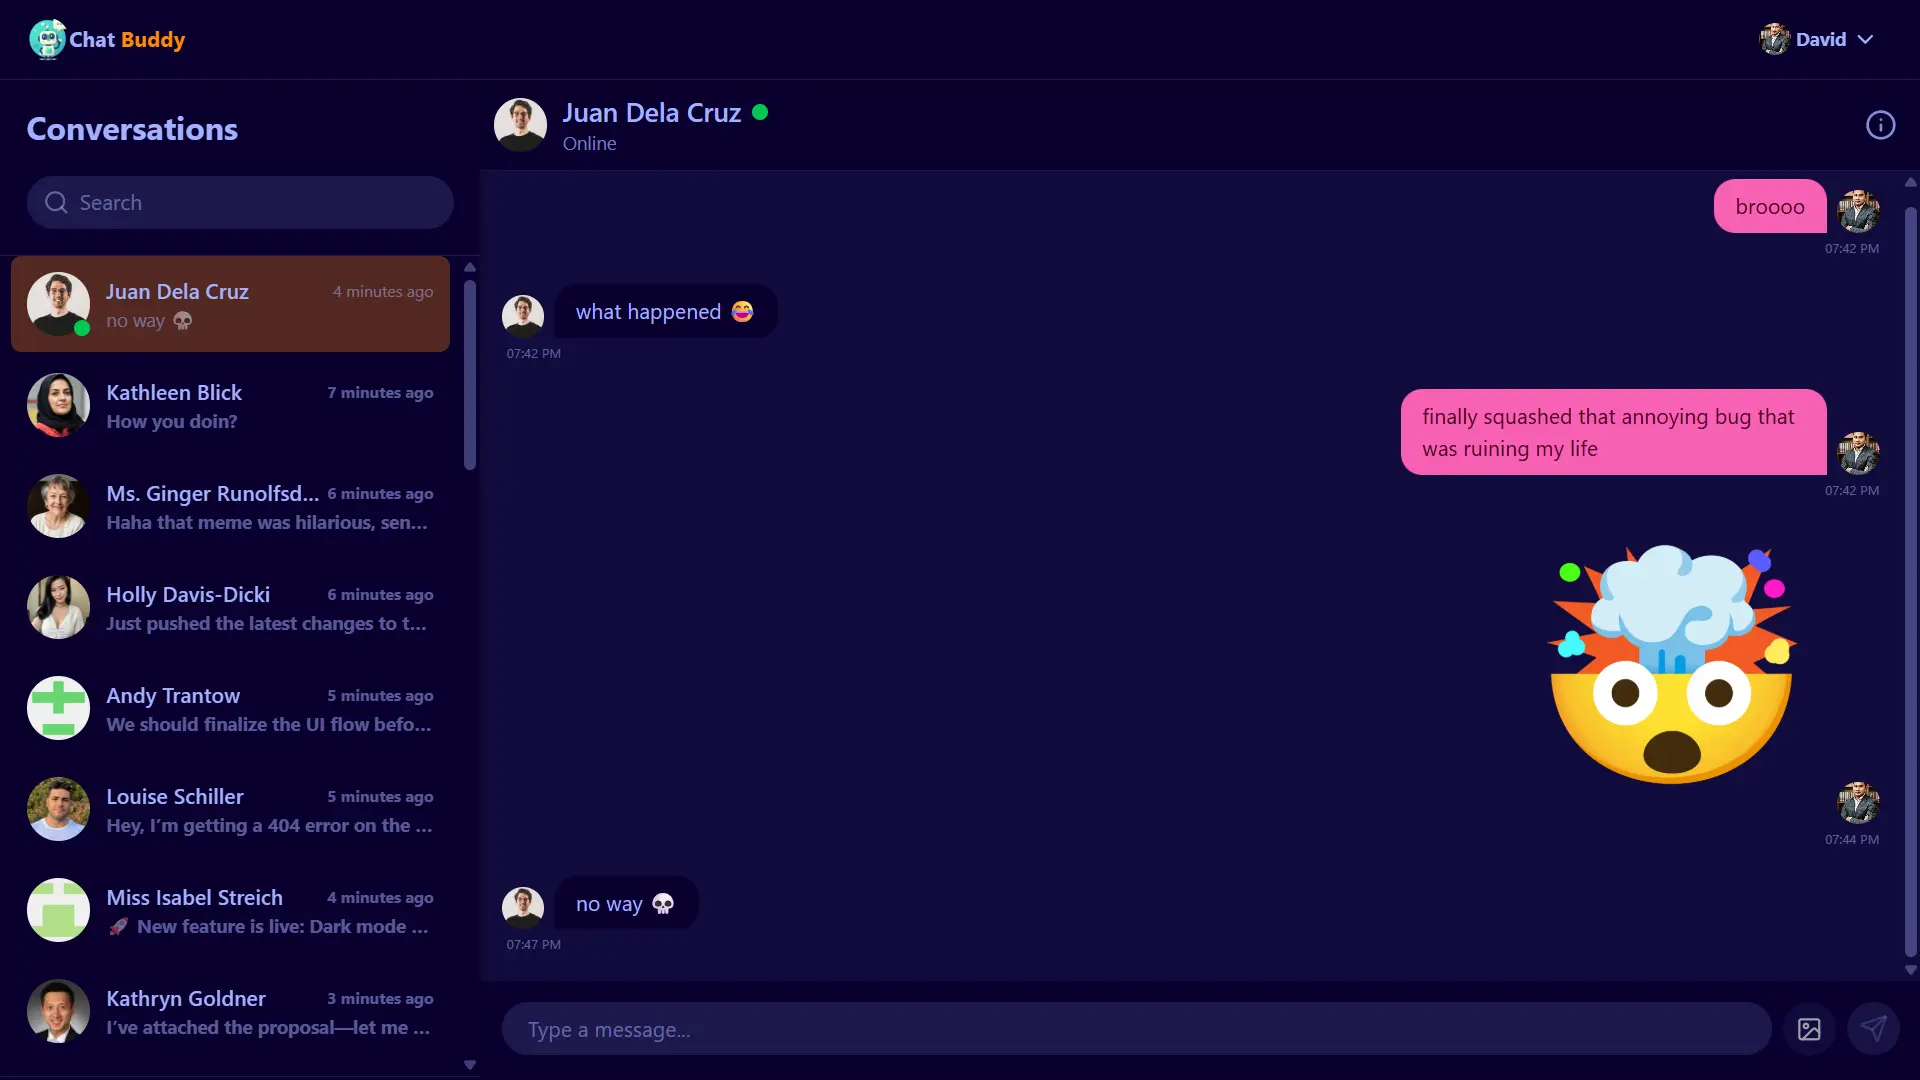 Chat Buddy
David
Conversations
Search
Juan Dela Cruz
4 minutes ago
no way 💀
Kathleen Blick
7 minutes ago
How you doin?
Ms. Ginger Runolfsd...
6 minutes ago
Haha that meme was hilarious, sen...
Holly Davis-Dicki
6 minutes ago
Just pushed the latest changes to t...
Andy Trantow
5 minutes ago
We should finalize the UI flow befo...
Louise Schiller
5 minutes ago
Hey, I’m getting a 404 error on the ...
Miss Isabel Streich
4 minutes ago
🚀 New feature is live: Dark mode ...
Kathryn Goldner
3 minutes ago
I’ve attached the proposal—let me ...
Juan Dela Cruz
Online
broooo
07:42 PM
what happened 😂
07:42 PM
finally squashed that annoying bug that
was ruining my life
07:42 PM
07:44 PM
no way 💀
07:47 PM
Type a message...